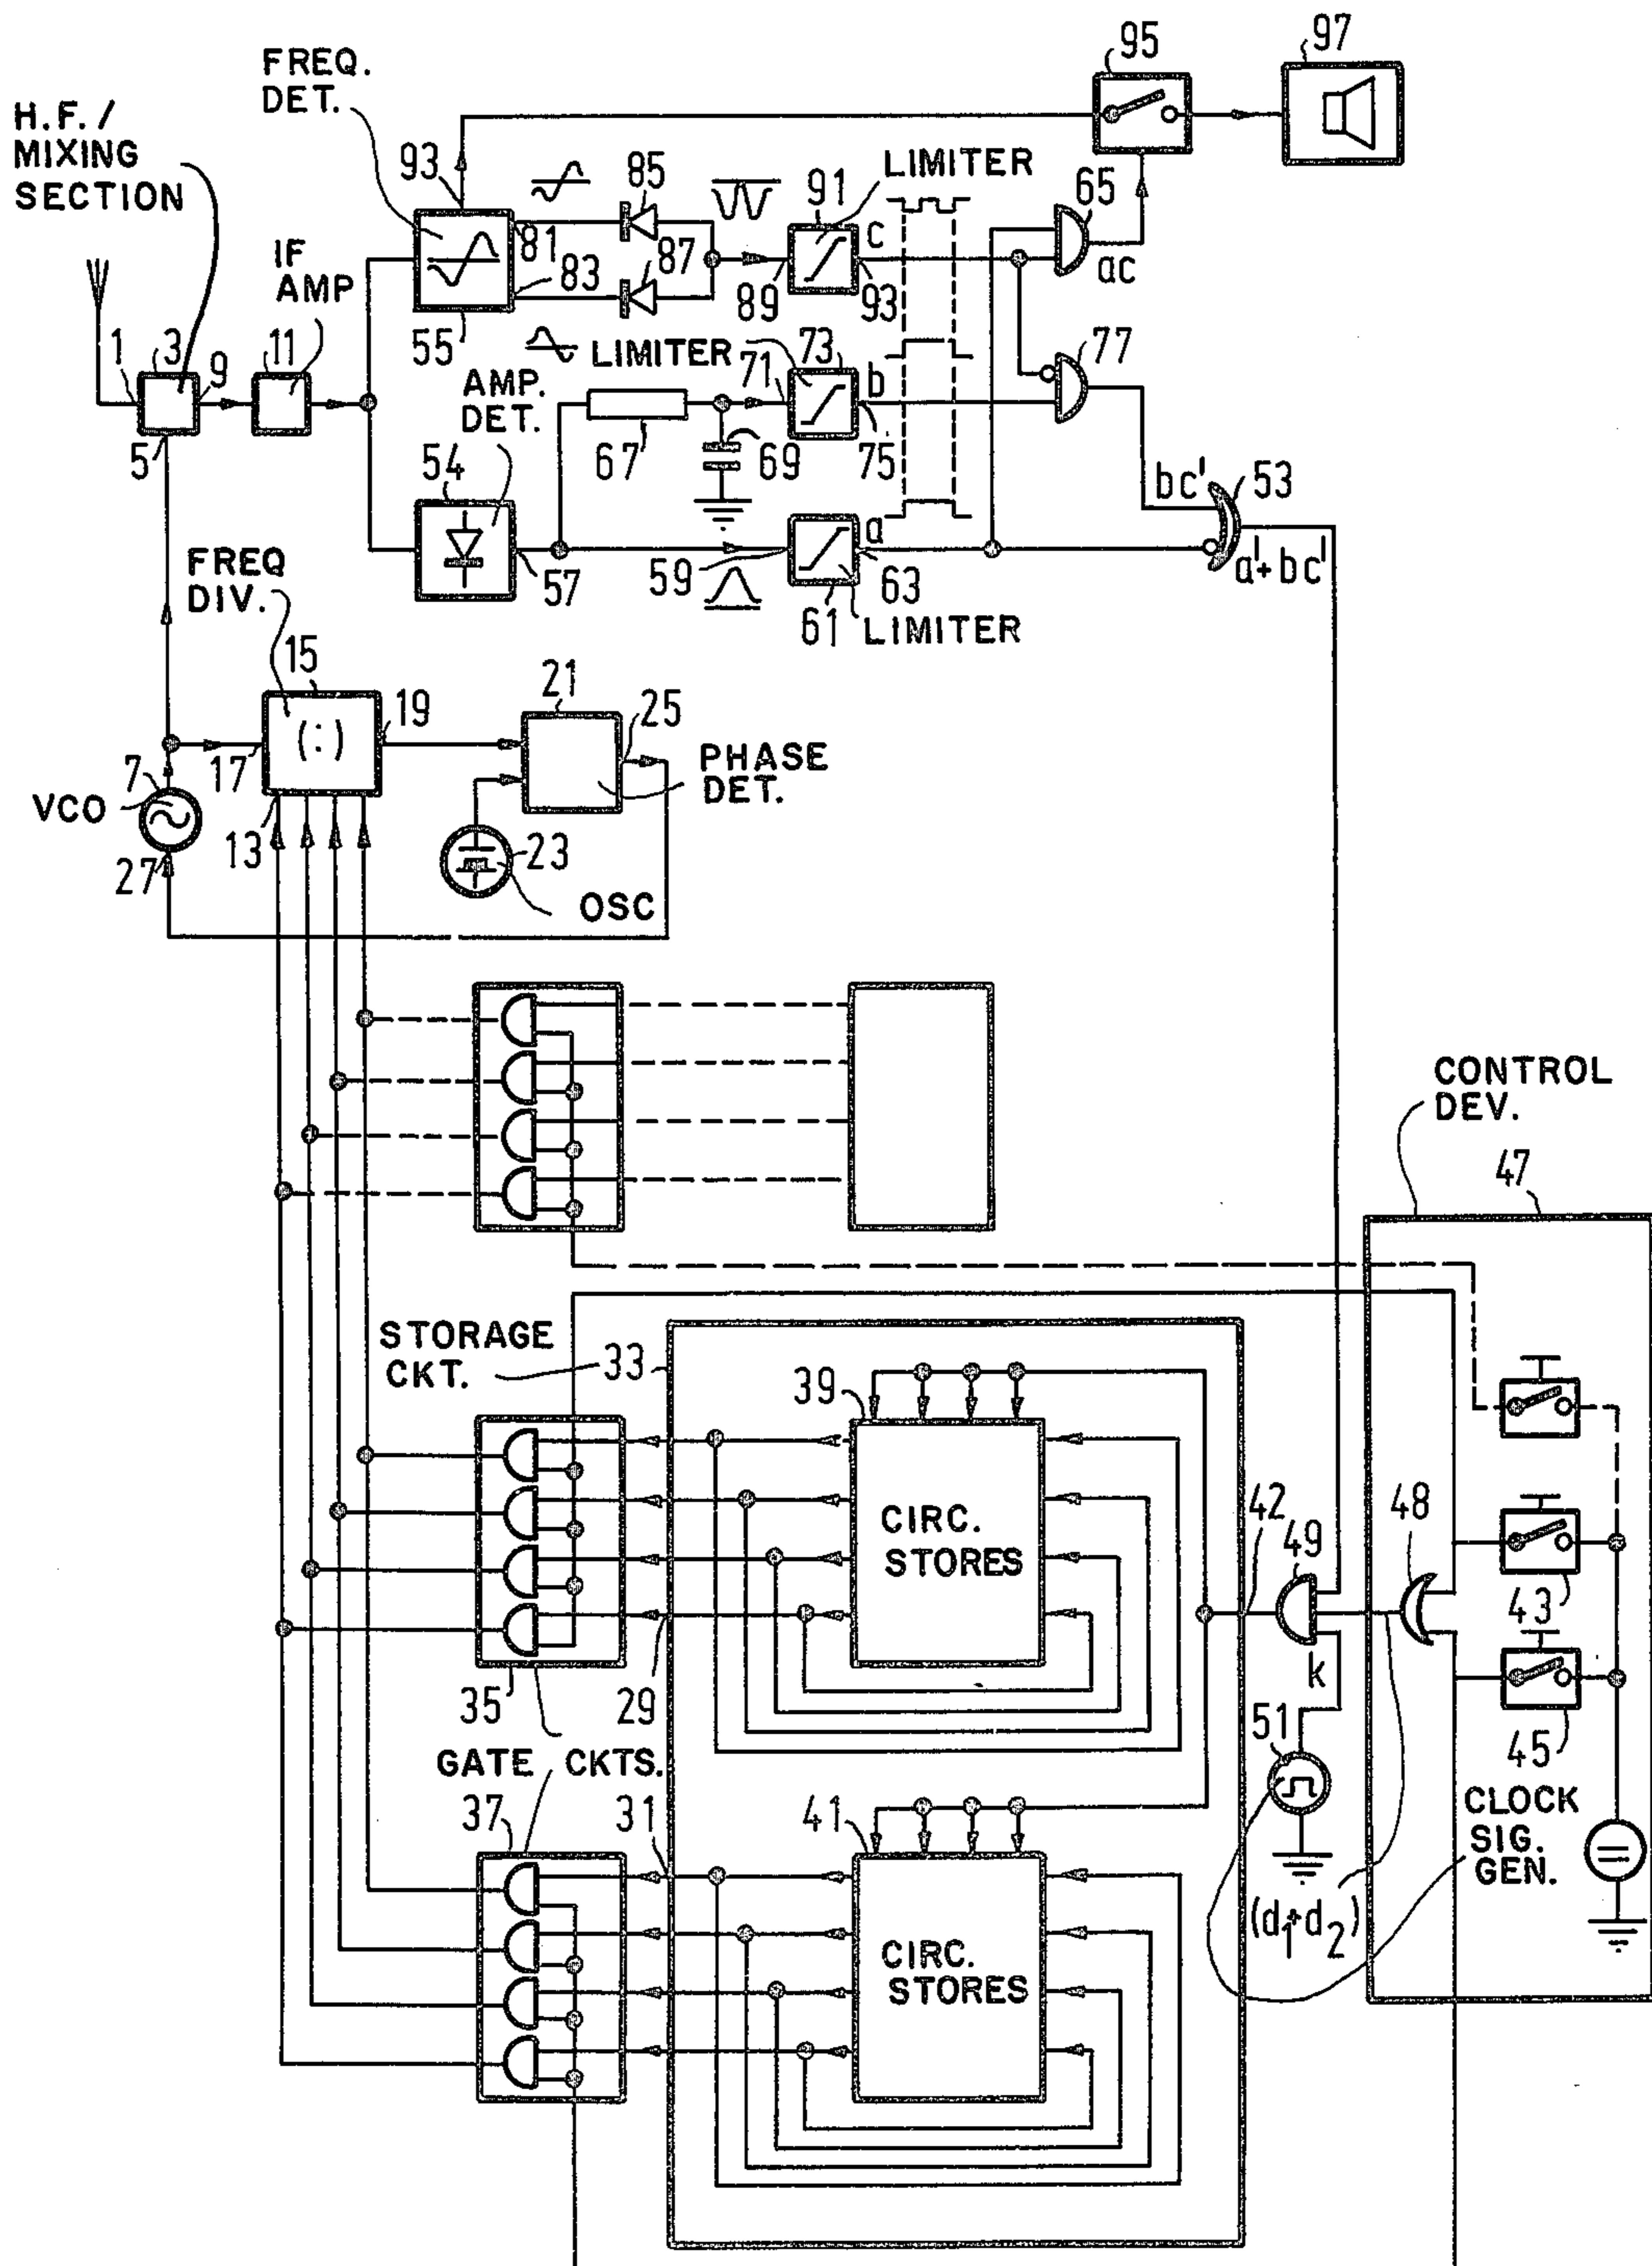 95
97
FREQ.
DET.
H.F. /
MIXING
SECTION
93
85
91
LIMITER
65
81
c
IF
AMP
87
83
89
93
ac
55
1
3
9
11
LIMITER
71
73
b
77
AMP.
DET.
5
67
69
75
54
bc'
53
FREQ
DIV.
57
59
a
63
a'+bc'
61
LIMITER
15
21
19
25
(:)
17
PHASE
DET.
7
VCO
13
23
27
OSC
CONTROL
DEV.
47
STORAGE
CKT.
33
39
CIRC.
STORES
42
49
48
43
35
29
k
51
45
GATE CKTS.
CLOCK
SIG.
GEN.
37
31
41
(d1+d2)
CIRC.
STORES